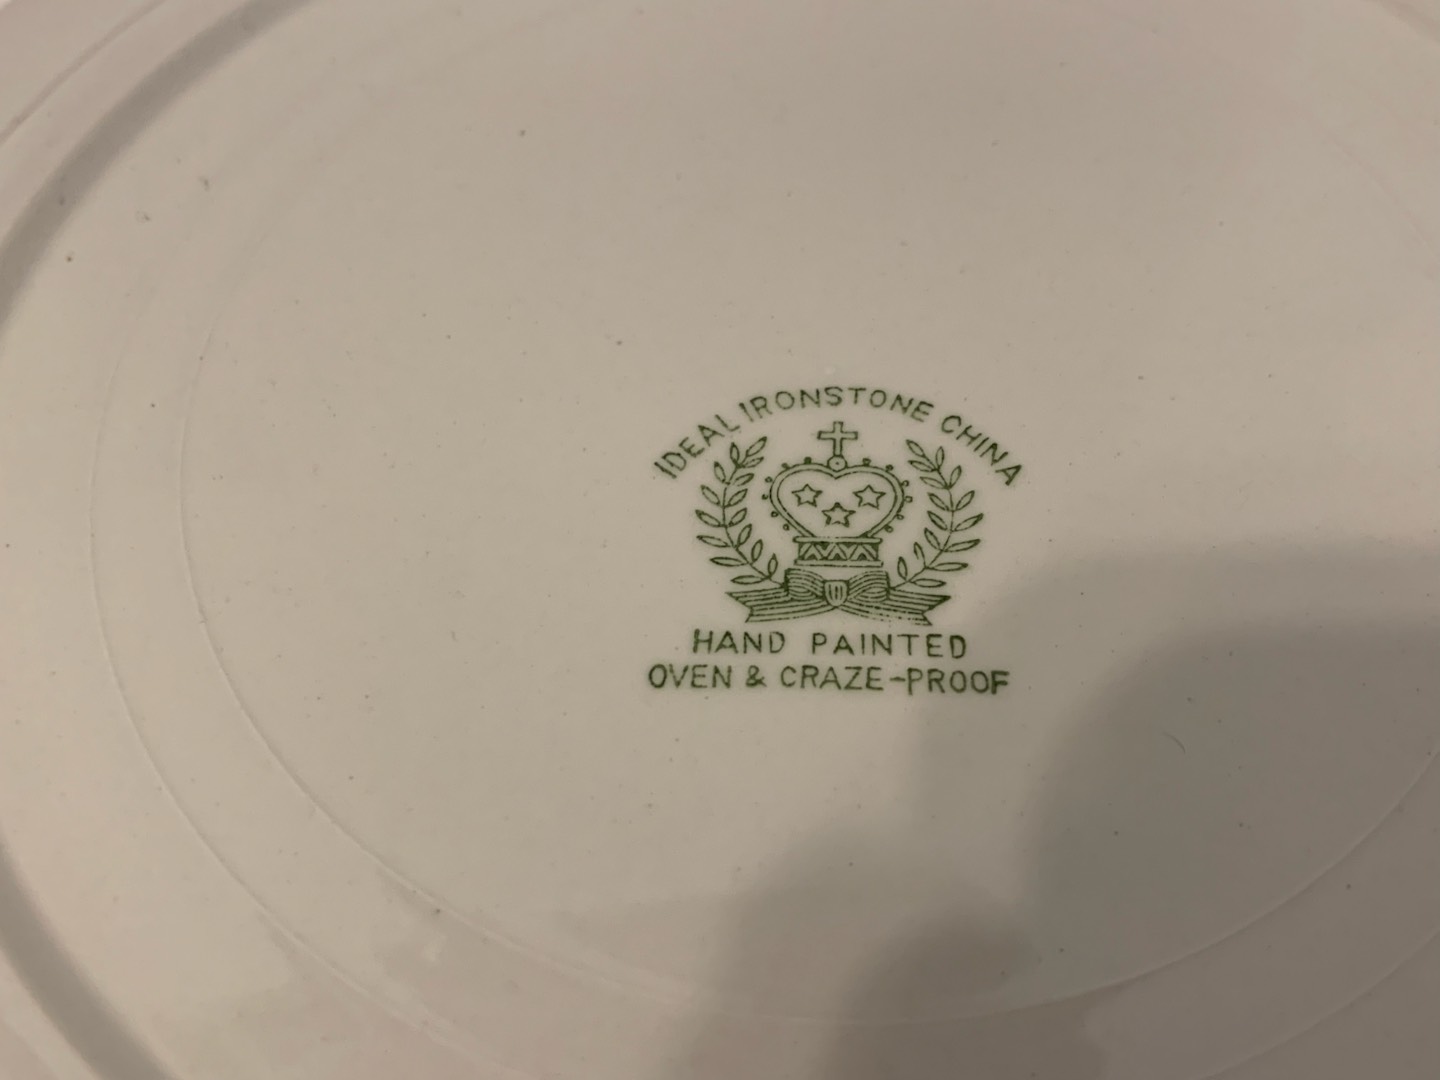 IDEAL IRONSTONE CHINA
HAND PAINTED
OVEN & CRAZE-PROOF